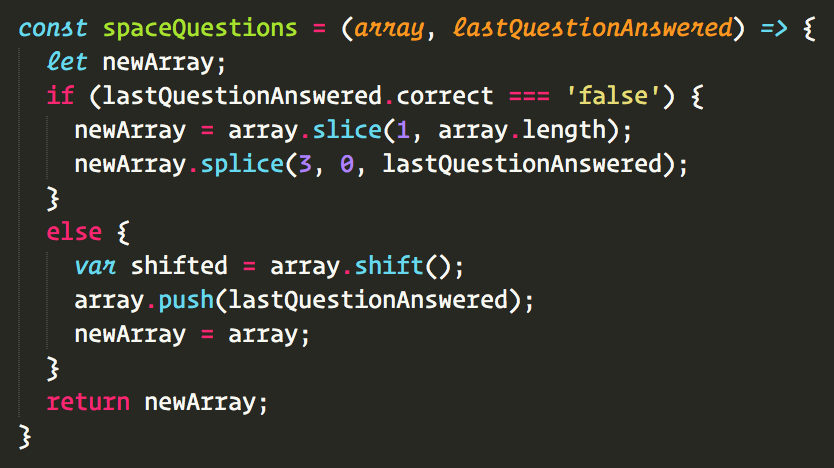 const spaceQuestions = (array, lastQuestionAnswered) => {
  let newArray;
  if (lastQuestionAnswered.correct === 'false') {
    newArray = array.slice(1, array.length);
    newArray.splice(3, 0, lastQuestionAnswered);
  }
  else {
    var shifted = array.shift();
    array.push(lastQuestionAnswered);
    newArray = array;
  }
  return newArray;
}